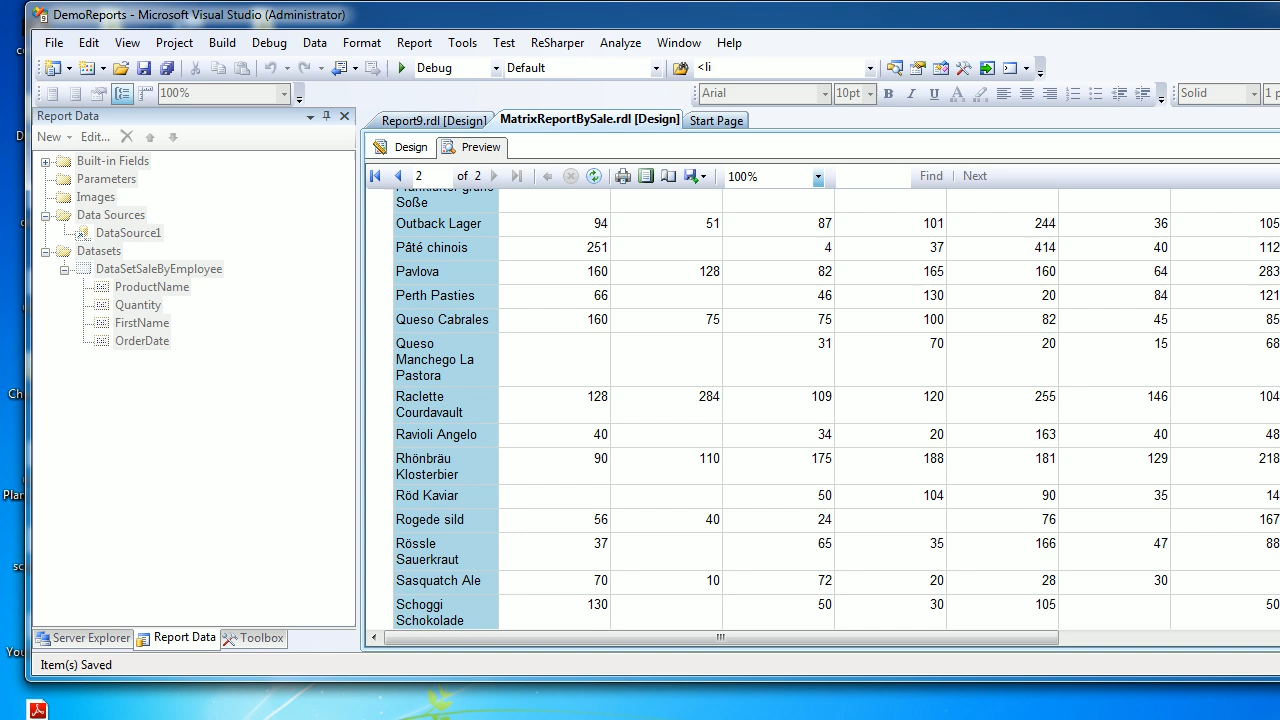 DemoReports - Microsoft Visual Studio (Administrator)
File Edit View Project Build Debug Data Format Report Tools Test ReSharper Analyze Window Help
Debug Default <li
100% Arial 10pt B I U A Solid 1 p
Report Data
New Edit...
Built-in Fields
Parameters
Images
Data Sources
DataSource1
Datasets
DataSetSaleByEmployee
ProductName
Quantity
FirstName
OrderDate
Server Explorer Report Data Toolbox
Item(s) Saved
Report9.rdl [Design] MatrixReportBySale.rdl [Design] Start Page
Design Preview
2 of 2 100% Find Next
Soße
Outback Lager 94 51 87 101 244 36 105
Pâté chinois 251 4 37 414 40 112
Pavlova 160 128 82 165 160 64 283
Perth Pasties 66 46 130 20 84 121
Queso Cabrales 160 75 75 100 82 45 85
Queso 31 70 20 15 68
Manchego La
Pastora
Raclette 128 284 109 120 255 146 104
Courdavault
Ravioli Angelo 40 34 20 163 40 48
Rhönbräu 90 110 175 188 181 129 218
Klosterbier
Röd Kaviar 50 104 90 35 14
Rogede sild 56 40 24 76 167
Rössle 37 65 35 166 47 88
Sauerkraut
Sasquatch Ale 70 10 72 20 28 30
Schoggi 130 50 30 105 50
Schokolade